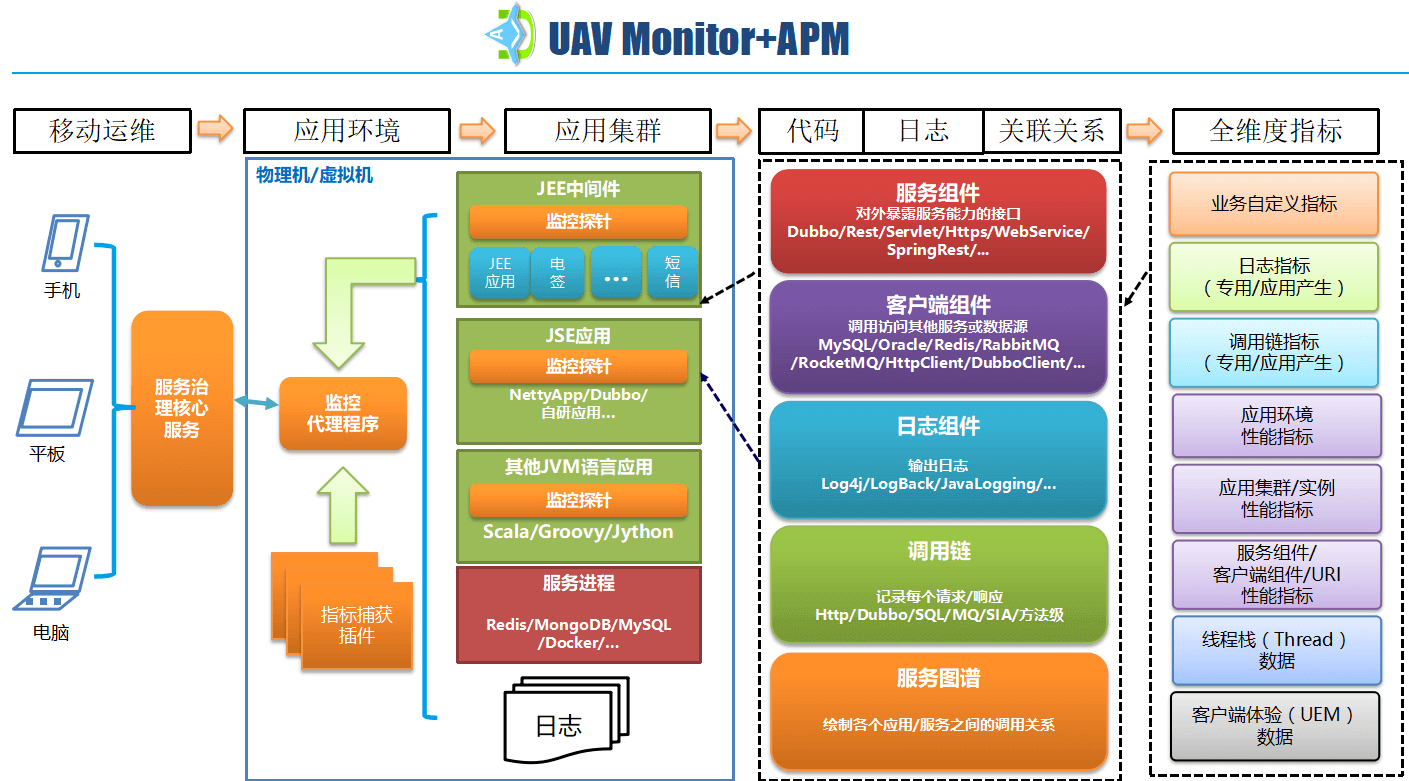 UAV Monitor+APM
移动运维
应用环境
应用集群
代码
日志
关联关系
全维度指标
手机
平板
电脑
服务治
理核心
服务
物理机/虚拟机
监控
代理程序
指标捕获
插件
JEE中间件
监控探针
JEE
应用
电
签
...
短
信
JSE应用
监控探针
NettyApp/Dubbo/
自研应用...
其他JVM语言应用
监控探针
Scala/Groovy/Jython
服务进程
Redis/MongoDB/MySQL
/Docker/...
日志
服务组件
对外暴露服务能力的接口
Dubbo/Rest/Servlet/Https/WebService/
SpringRest/...
客户端组件
调用访问其他服务或数据源
MySQL/Oracle/Redis/RabbitMQ
/RocketMQ/HttpClient/DubboClient/...
日志组件
输出日志
Log4j/LogBack/JavaLogging/...
调用链
记录每个请求/响应
Http/Dubbo/SQL/MQ/SIA/方法级
服务图谱
绘制各个应用/服务之间的调用关系
业务自定义指标
日志指标
（专用/应用产生）
调用链指标
（专用/应用产生）
应用环境
性能指标
应用集群/实例
性能指标
服务组件/
客户端组件/URI
性能指标
线程栈（Thread）
数据
客户端体验（UEM）
数据